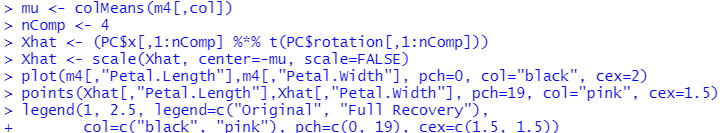 > mu <- colMeans(m4[,col])
> nComp <- 4
> Xhat <- (PC$x[,1:nComp] %*% t(PC$rotation[,1:nComp]))
> Xhat <- scale(Xhat, center=-mu, scale=FALSE)
> plot(m4[,"Petal.Length"],m4[,"Petal.Width"], pch=0, col="black", cex=2)
> points(Xhat[,"Petal.Length"],Xhat[,"Petal.Width"], pch=19, col="pink", cex=1.5)
> legend(1, 2.5, legend=c("Original", "Full Recovery"),
+        col=c("black", "pink"), pch=c(0, 19), cex=c(1.5, 1.5))